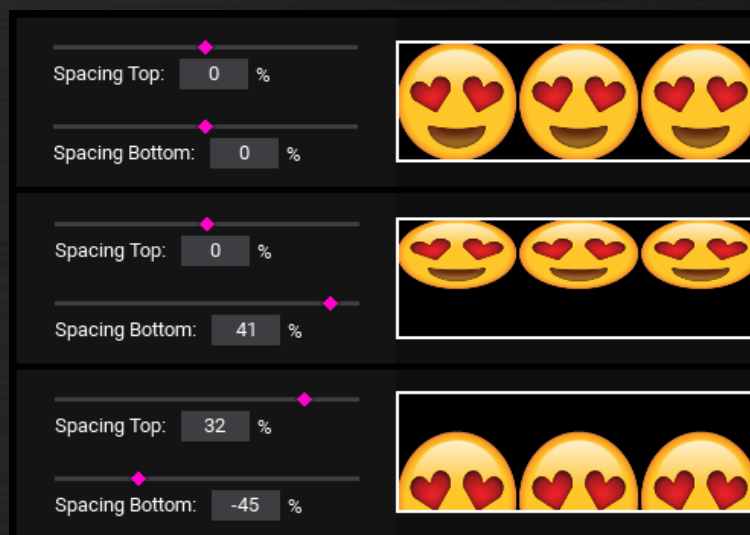 Spacing Top: 0 %
Spacing Bottom: 0 %
Spacing Top: 0 %
Spacing Bottom: 41 %
Spacing Top: 32 %
Spacing Bottom: -45 %